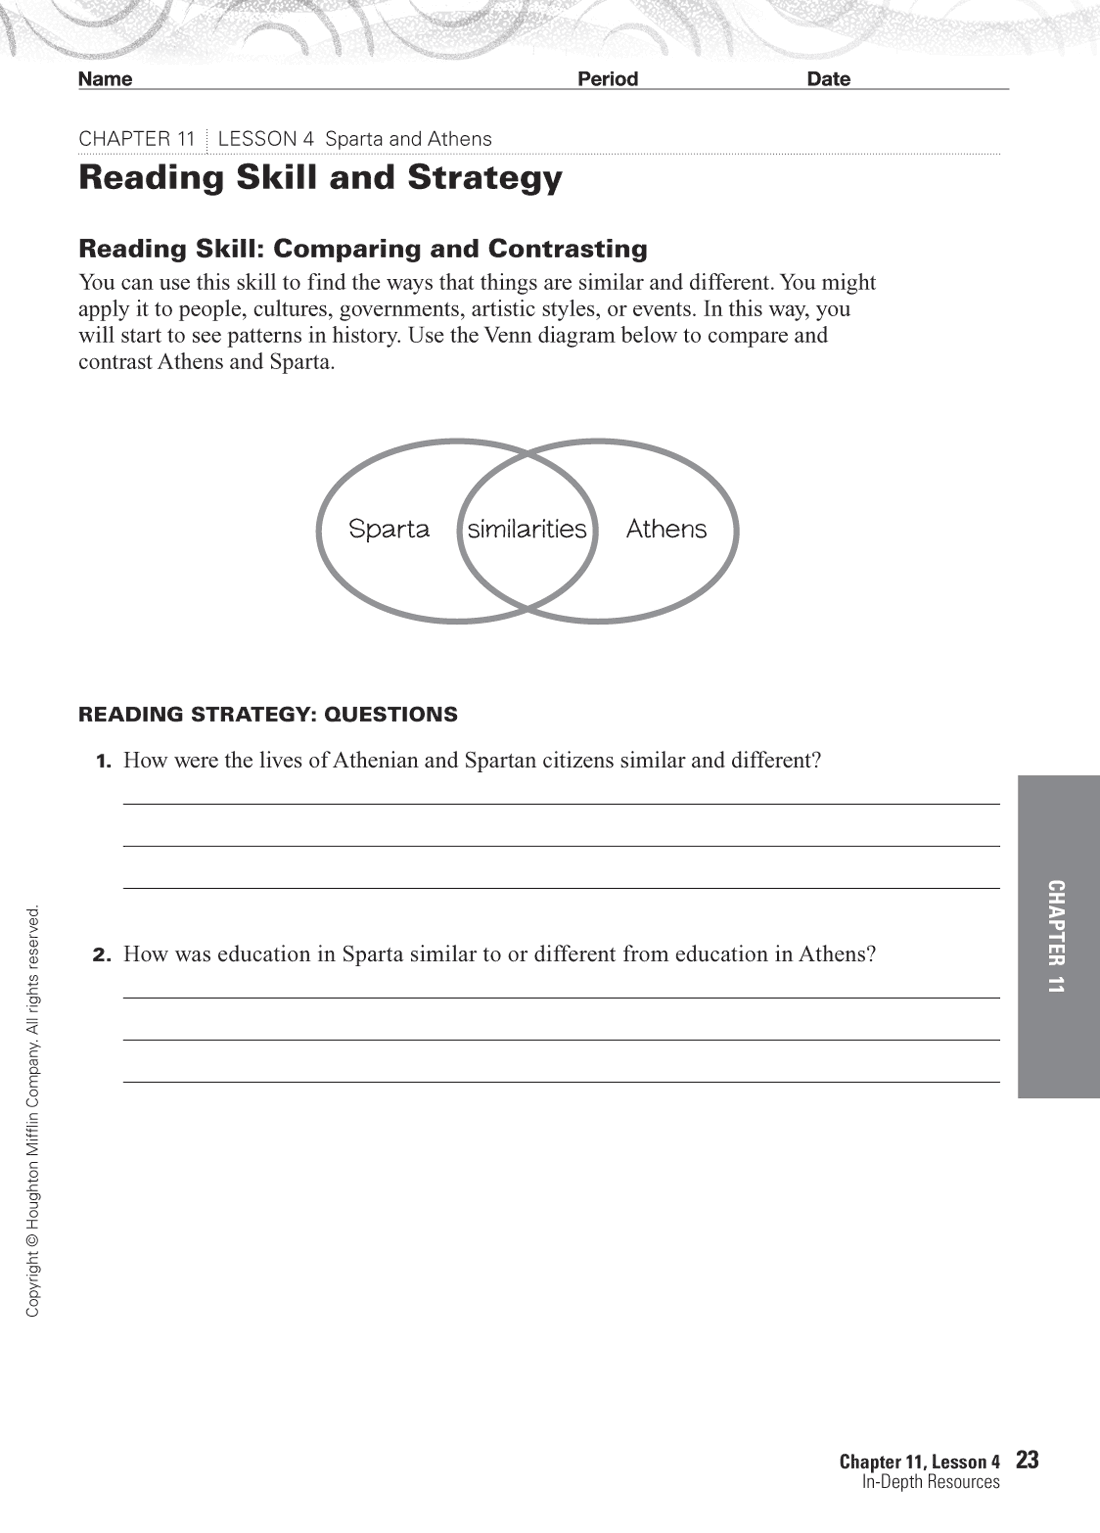 Name Period Date
CHAPTER 11 LESSON 4 Sparta and Athens
Reading Skill and Strategy
Reading Skill: Comparing and Contrasting
You can use this skill to find the ways that things are similar and different. You might
apply it to people, cultures, governments, artistic styles, or events. In this way, you
will start to see patterns in history. Use the Venn diagram below to compare and
contrast Athens and Sparta.
Sparta similarities Athens
READING STRATEGY: QUESTIONS
1. How were the lives of Athenian and Spartan citizens similar and different?
2. How was education in Sparta similar to or different from education in Athens?
CHAPTER 11
Copyright © Houghton Mifflin Company. All rights reserved.
Chapter 11, Lesson 4 23
In-Depth Resources